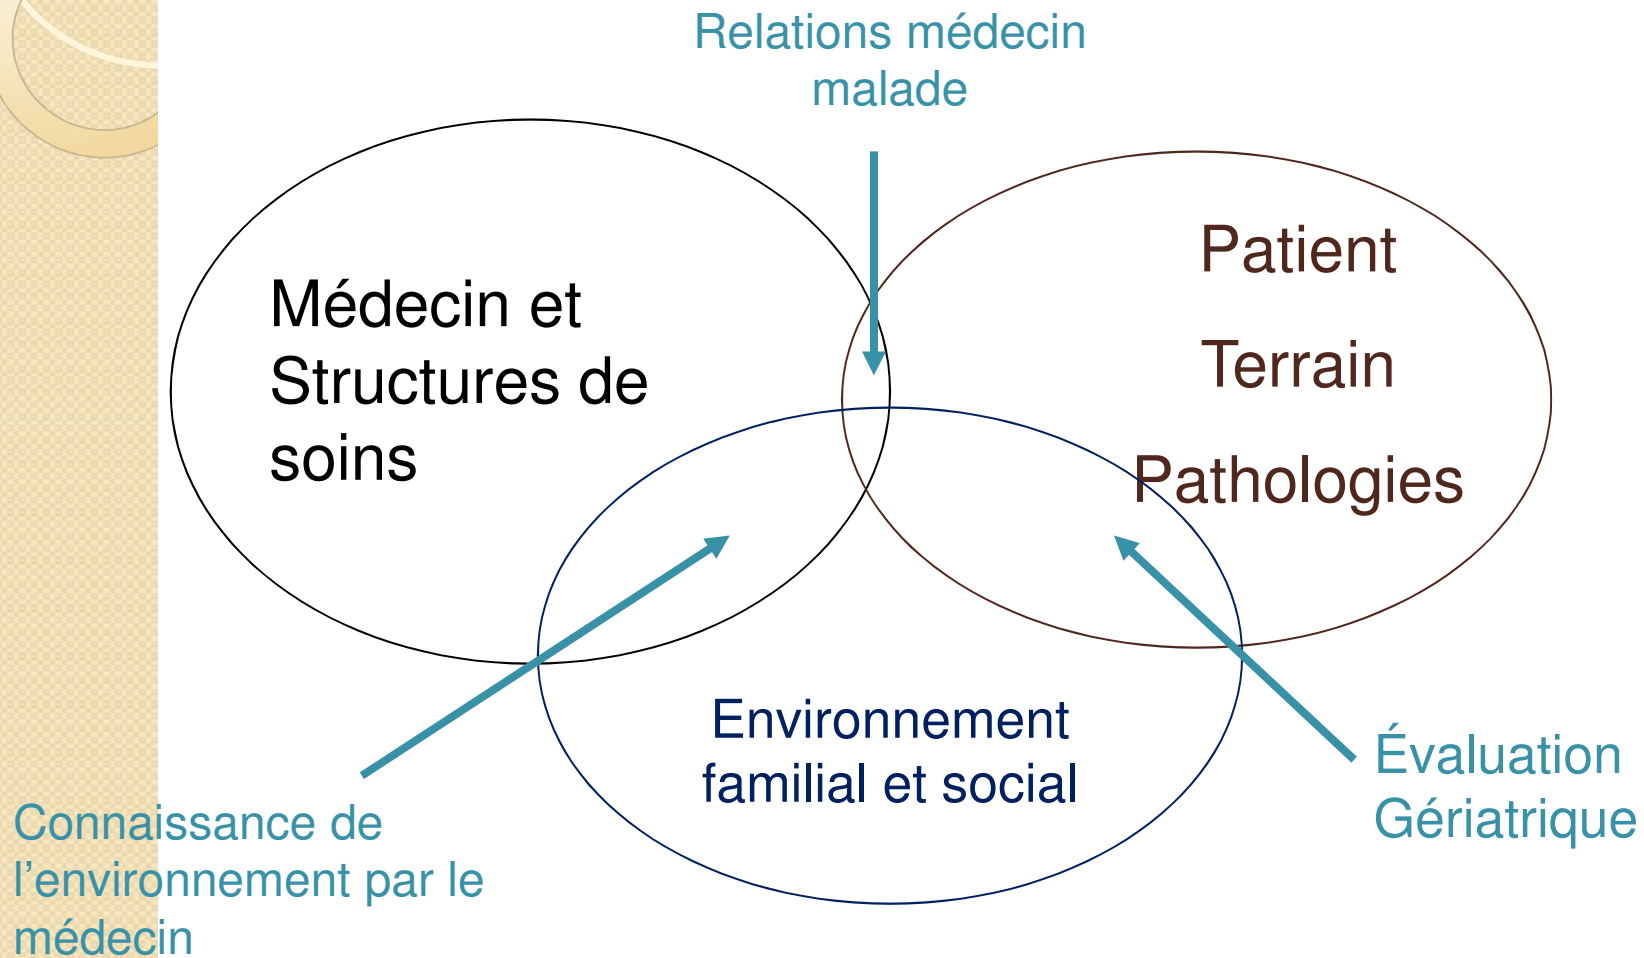 Relations médecin
malade
Médecin et
Structures de
soins
Patient
Terrain
Pathologies
Environnement
familial et social
Évaluation
Gériatrique
Connaissance de
l’environnement par le
médecin